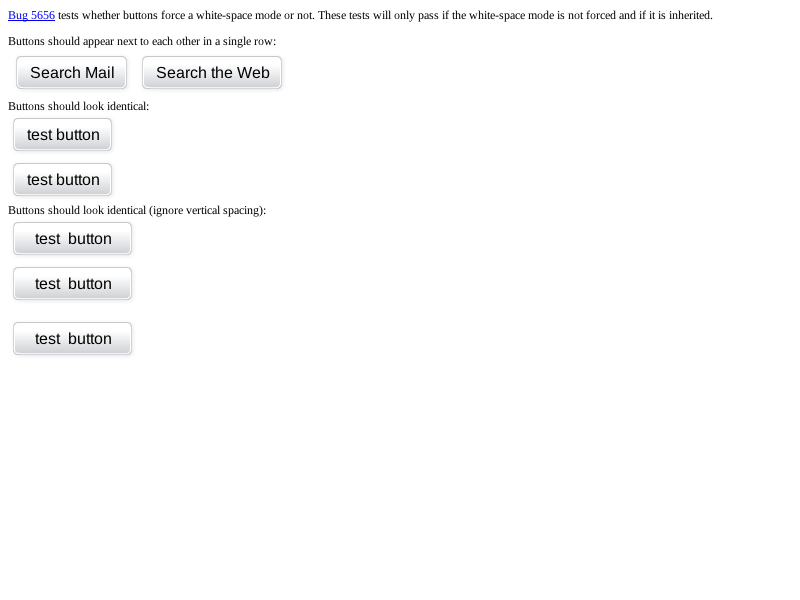 Bug 5656 tests whether buttons force a white-space mode or not. These tests will only pass if the white-space mode is not forced and if it is inherited.
Buttons should appear next to each other in a single row:
Search Mail Search the Web
Buttons should look identical:
test button
test button
Buttons should look identical (ignore vertical spacing):
test  button
test  button
test  button